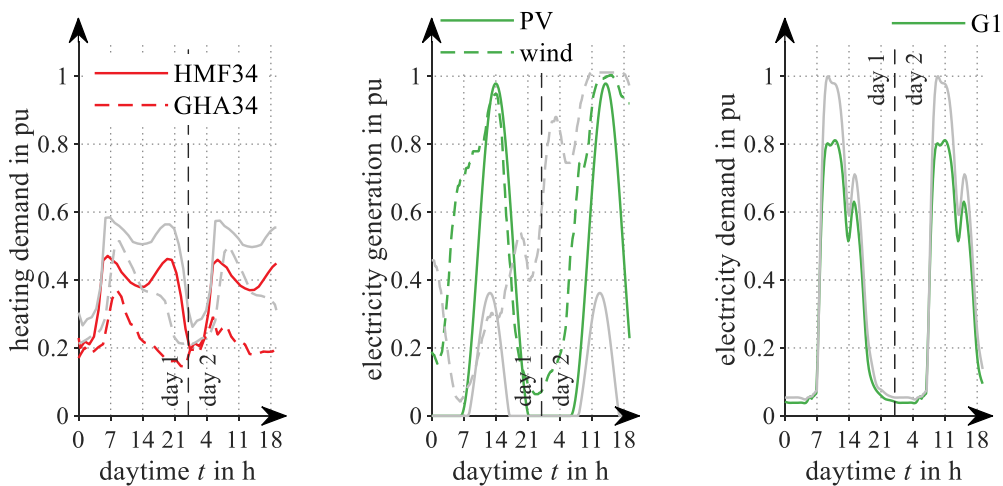 heating demand in pu
1
0.8
0.6
0.4
0.2
0
HMF34
GHA34
day 1
day 2
0 7 14 21 4 11 18
daytime t in h
electricity generation in pu
1
0.8
0.6
0.4
0.2
0
PV
wind
day 1
day 2
0 7 14 21 4 11 18
daytime t in h
electricity demand in pu
1
0.8
0.6
0.4
0.2
0
G1
day 1
day 2
0 7 14 21 4 11 18
daytime t in h